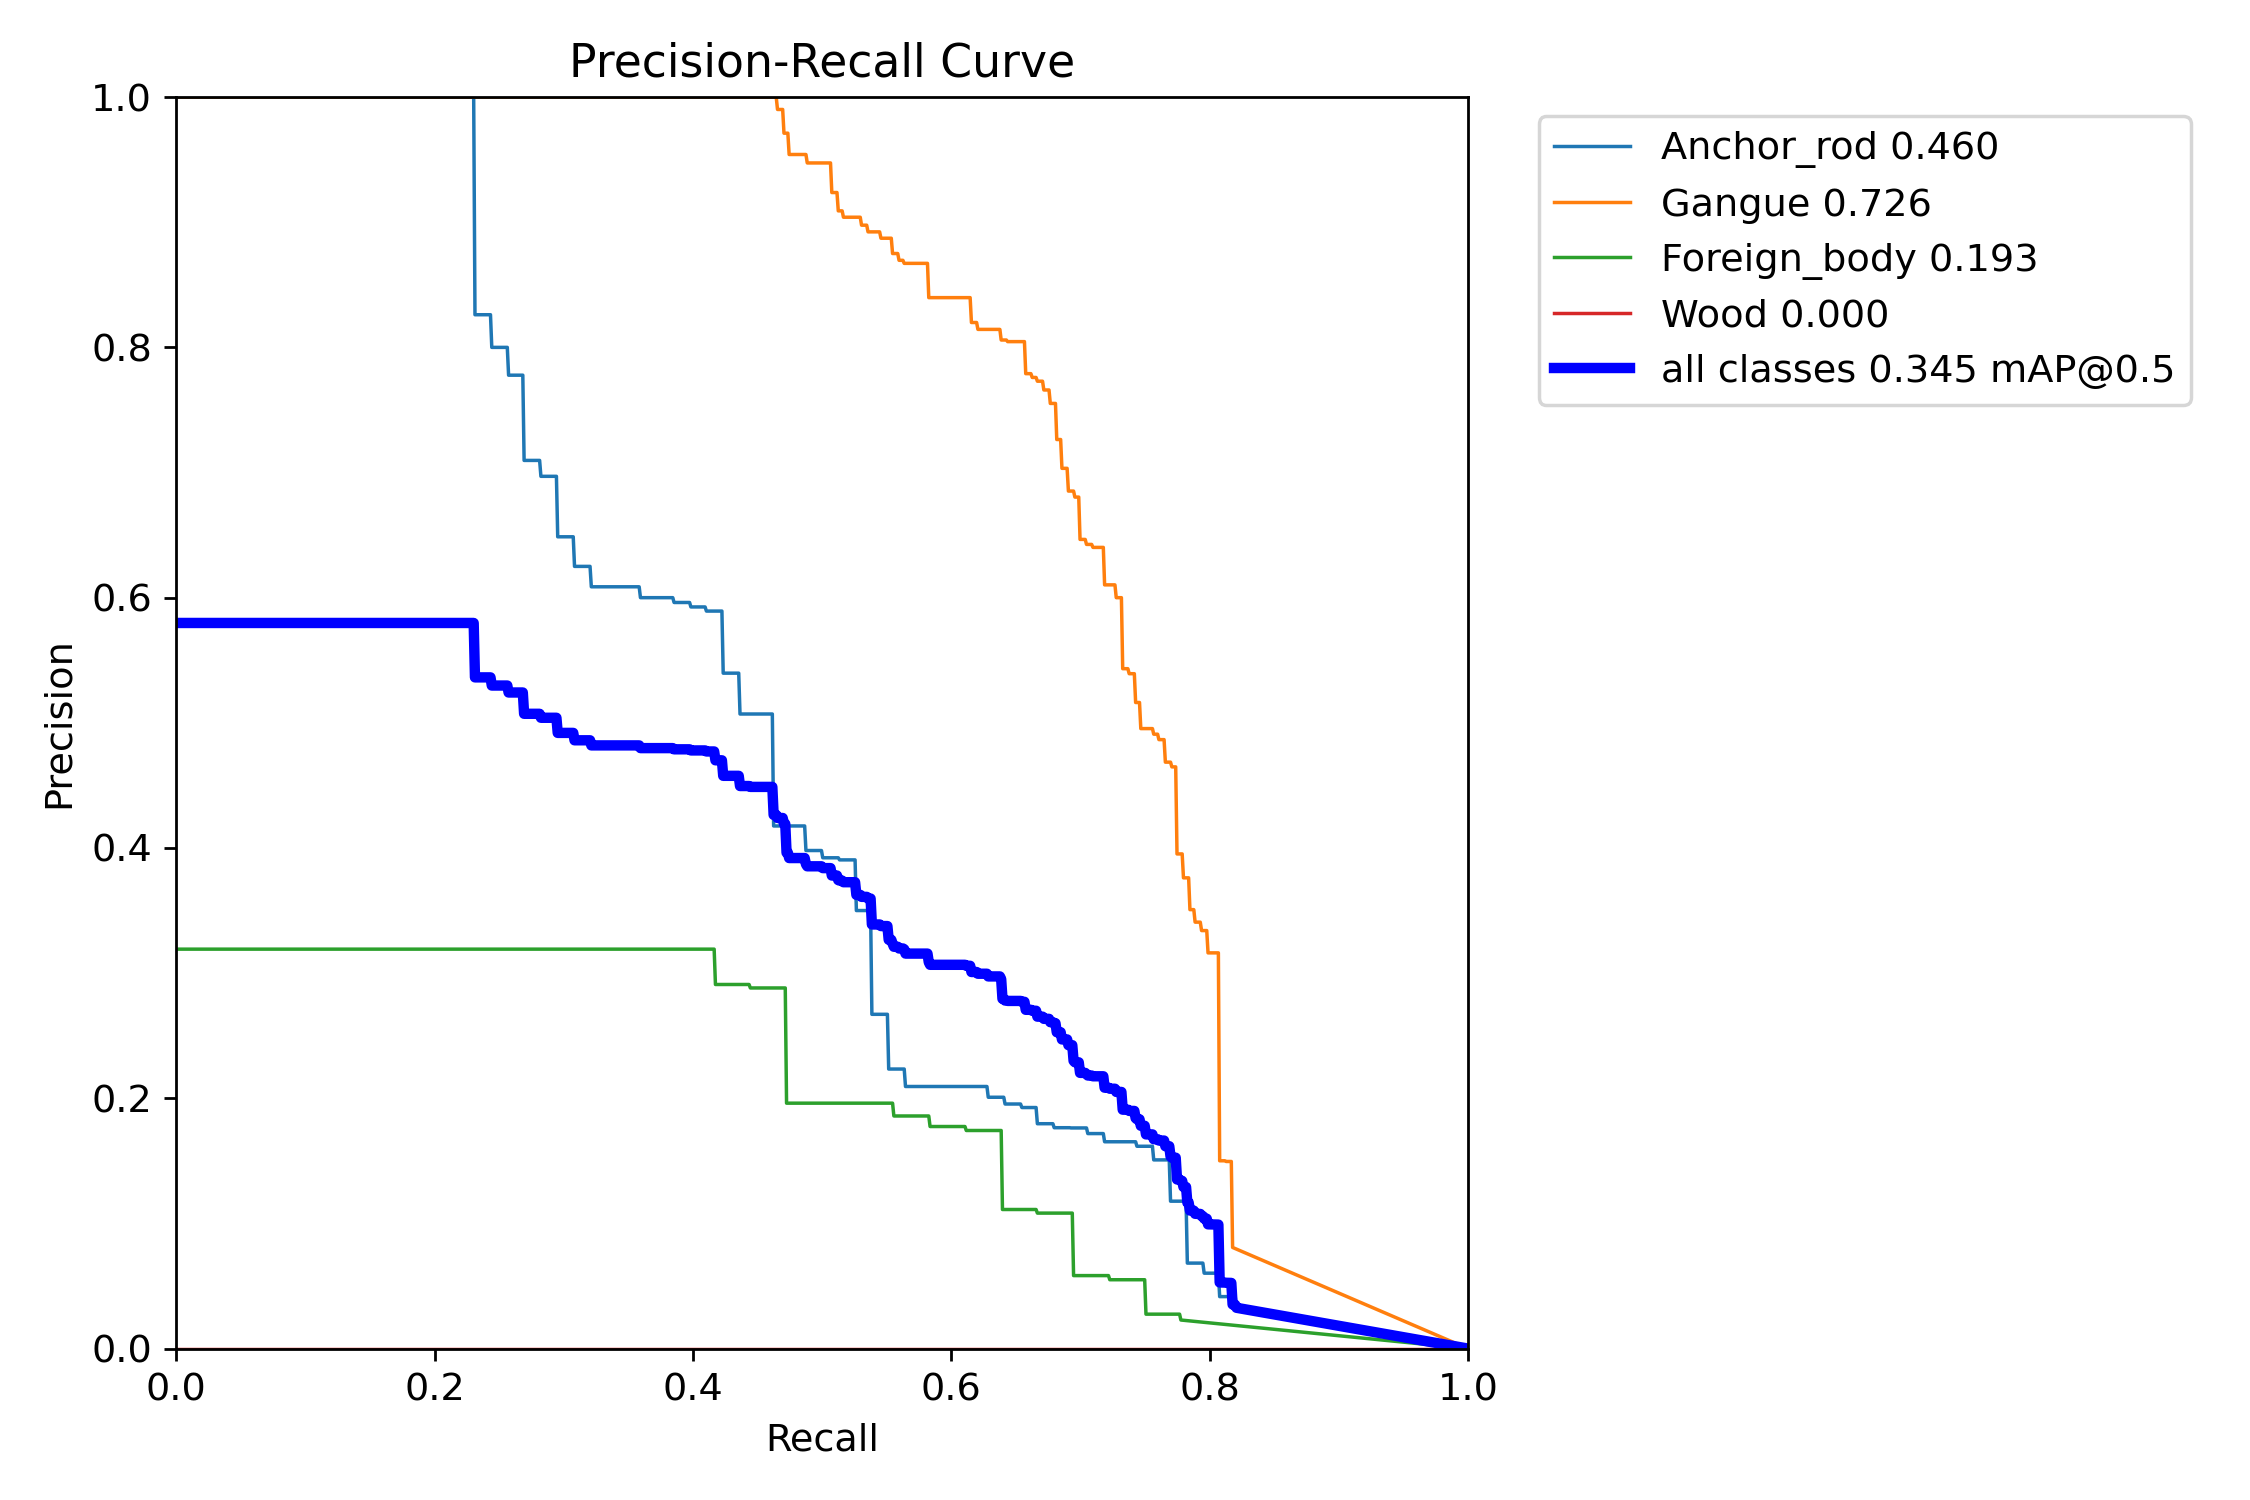 Precision-Recall Curve
1.0
0.8
0.6
0.4
0.2
0.0
Precision
0.0 0.2 0.4 0.6 0.8 1.0
Recall
Anchor_rod 0.460
Gangue 0.726
Foreign_body 0.193
Wood 0.000
all classes 0.345 mAP@0.5